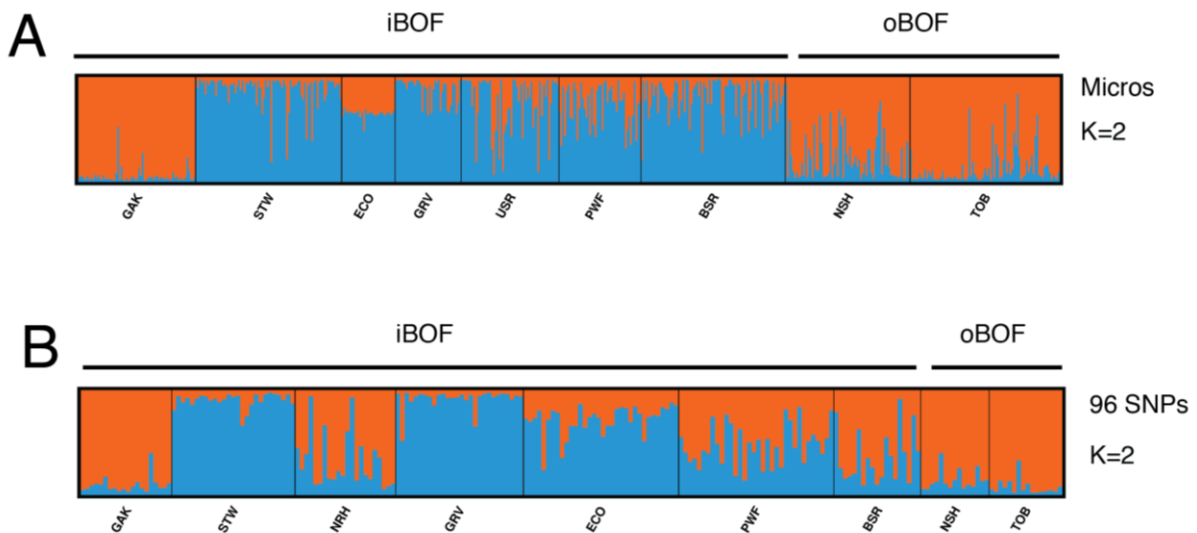 A
iBOF oBOF
Micros
K=2
GAK STW ECO GRV USR PWF BSR NSH TOB
B
iBOF oBOF
96 SNPs
K=2
GAK STW NRH GRV ECO PWF BSR NSH TOB